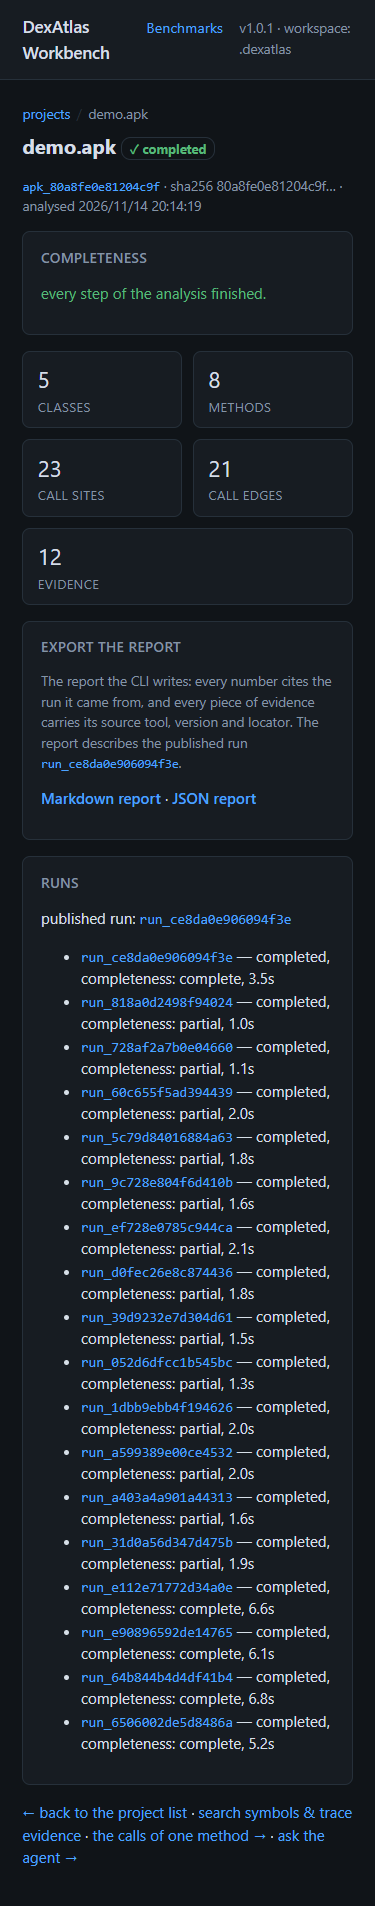 DexAtlas
Workbench
Benchmarks
v1.0.1 · workspace:
.dexatlas
projects / demo.apk
demo.apk ✓ completed
apk_80a8fe0e81204c9f · sha256 80a8fe0e81204c9f… ·
analysed 2026/11/14 20:14:19
COMPLETENESS
every step of the analysis finished.
5
CLASSES
8
METHODS
23
CALL SITES
21
CALL EDGES
12
EVIDENCE
EXPORT THE REPORT
The report the CLI writes: every number cites the
run it came from, and every piece of evidence
carries its source tool, version and locator. The
report describes the published run
run_ce8da0e906094f3e.
Markdown report · JSON report
RUNS
published run: run_ce8da0e906094f3e
• run_ce8da0e906094f3e — completed,
completeness: complete, 3.5s
• run_818a0d2498f94024 — completed,
completeness: partial, 1.0s
• run_728af2a7b0e04660 — completed,
completeness: partial, 1.1s
• run_60c655f5ad394439 — completed,
completeness: partial, 2.0s
• run_5c79d84016884a63 — completed,
completeness: partial, 1.8s
• run_9c728e804f6d410b — completed,
completeness: partial, 1.6s
• run_ef728e0785c944ca — completed,
completeness: partial, 2.1s
• run_d0fec26e8c874436 — completed,
completeness: partial, 1.8s
• run_39d9232e7d304d61 — completed,
completeness: partial, 1.5s
• run_052d6dfcc1b545bc — completed,
completeness: partial, 1.3s
• run_1dbb9ebb4f194626 — completed,
completeness: partial, 2.0s
• run_a599389e00ce4532 — completed,
completeness: partial, 2.0s
• run_a403a4a901a44313 — completed,
completeness: partial, 1.6s
• run_31d0a56d347d475b — completed,
completeness: partial, 1.9s
• run_e112e71772d34a0e — completed,
completeness: complete, 6.6s
• run_e90896592de14765 — completed,
completeness: complete, 6.1s
• run_64b844b4d4df41b4 — completed,
completeness: complete, 6.8s
• run_6506002de5d8486a — completed,
completeness: complete, 5.2s
← back to the project list · search symbols & trace
evidence · the calls of one method → · ask the
agent →